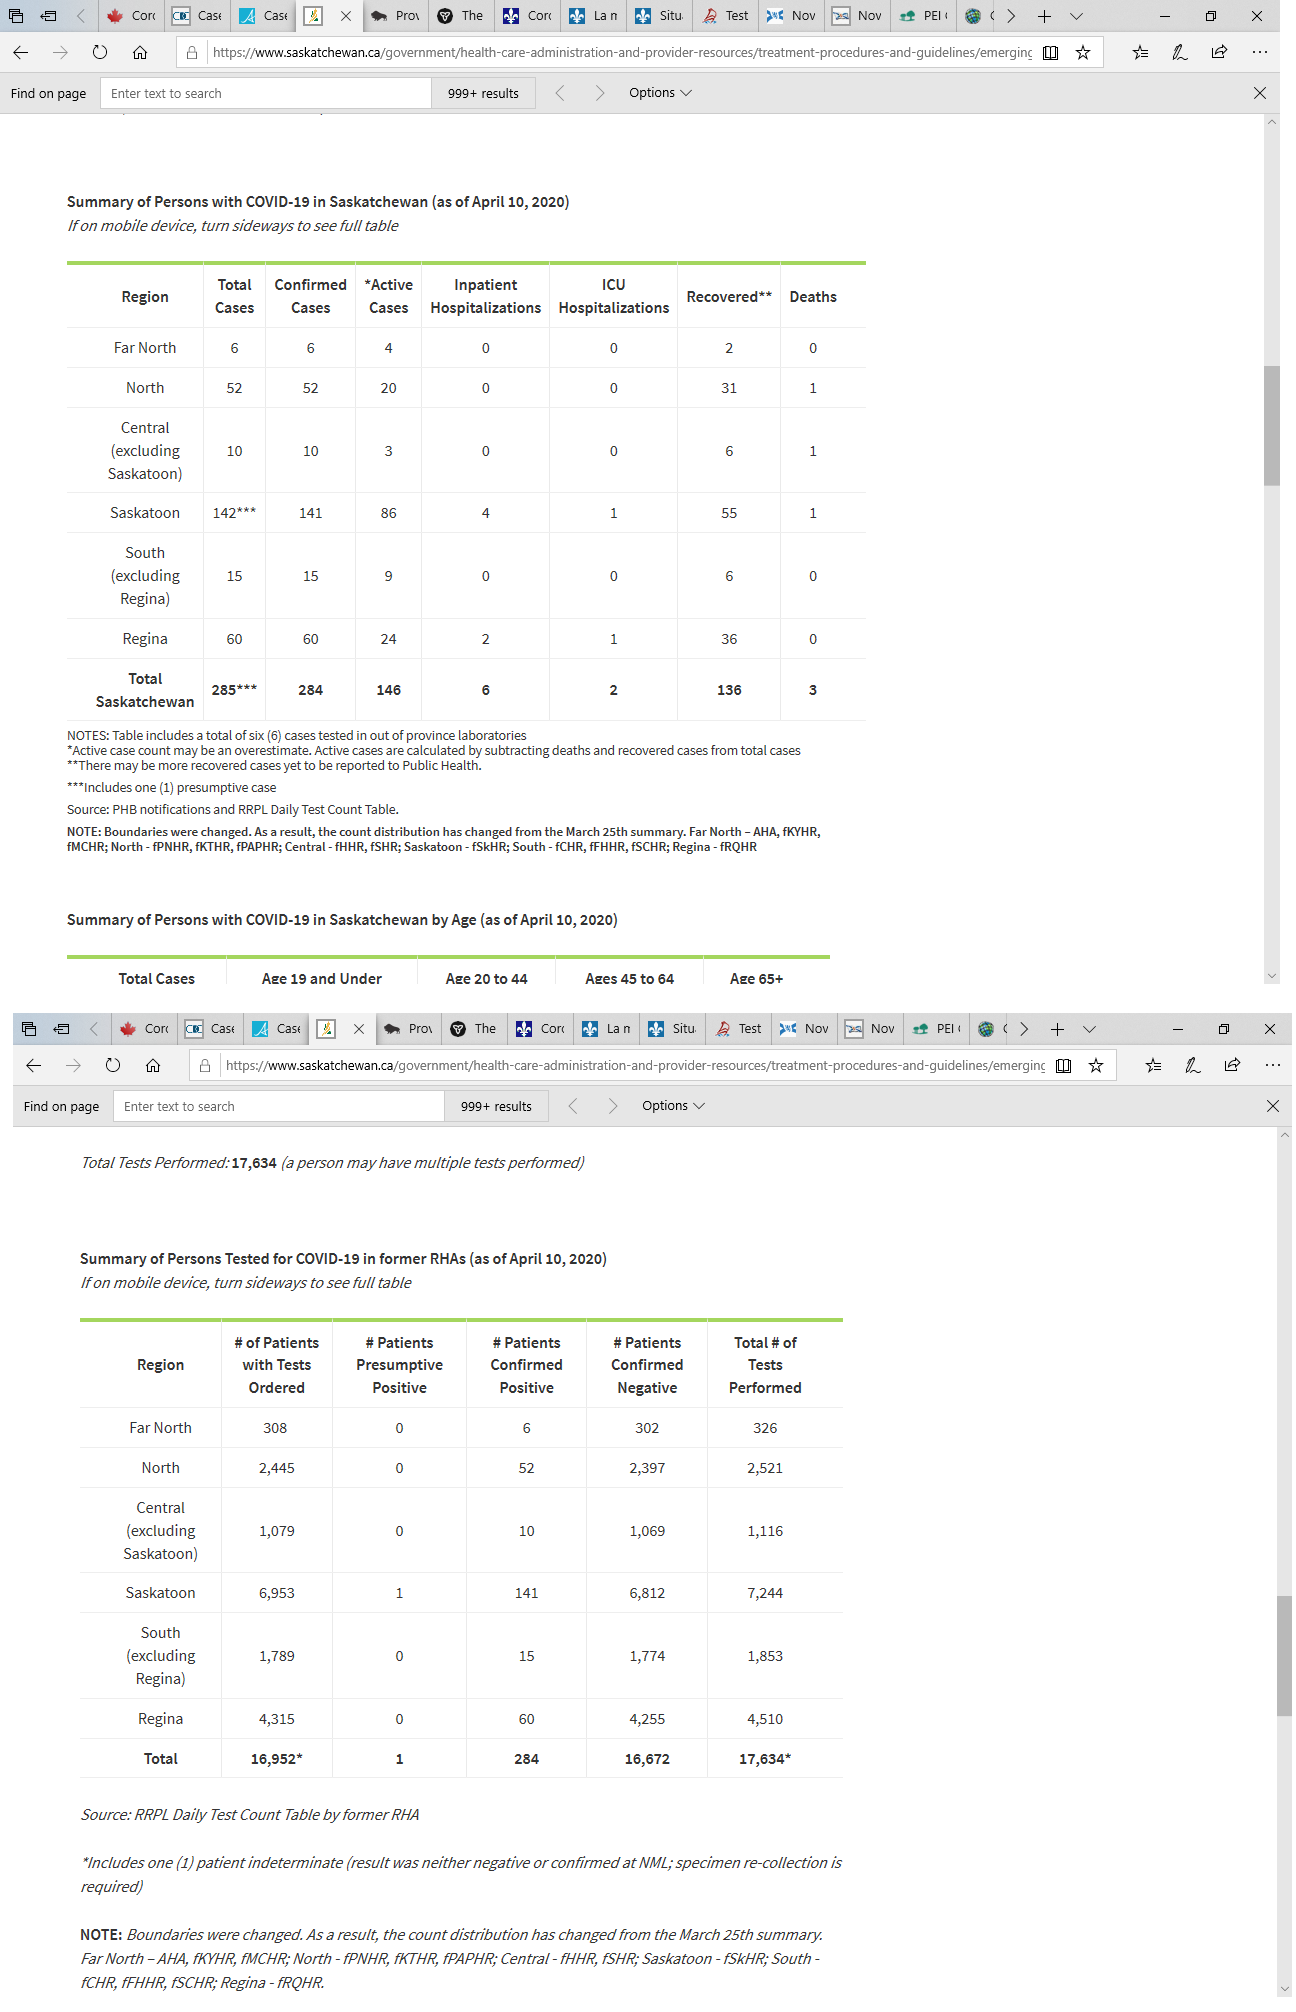 Corc Case Case Prov The Corc La n Situ Test Nov Nov PEI
https://www.saskatchewan.ca/government/health-care-administration-and-provider-resources/treatment-procedures-and-guidelines/emerging
Find on page Enter text to search 999+ results Options
Summary of Persons with COVID-19 in Saskatchewan (as of April 10, 2020)
If on mobile device, turn sideways to see full table
Region Total Cases Confirmed Cases *Active Cases Inpatient Hospitalizations ICU Hospitalizations Recovered** Deaths
Far North 6 6 4 0 0 2 0
North 52 52 20 0 0 31 1
Central (excluding Saskatoon) 10 10 3 0 0 6 1
Saskatoon 142*** 141 86 4 1 55 1
South (excluding Regina) 15 15 9 0 0 6 0
Regina 60 60 24 2 1 36 0
Total Saskatchewan 285*** 284 146 6 2 136 3
NOTES: Table includes a total of six (6) cases tested in out of province laboratories
*Active case count may be an overestimate. Active cases are calculated by subtracting deaths and recovered cases from total cases
**There may be more recovered cases yet to be reported to Public Health.
***Includes one (1) presumptive case
Source: PHB notifications and RRPL Daily Test Count Table.
NOTE: Boundaries were changed. As a result, the count distribution has changed from the March 25th summary. Far North – AHA, fKYHR,
fMCHR; North - fPNHR, fKTHR, fPAPHR; Central - fHHR, fSHR; Saskatoon - fSkHR; South - fCHR, fFHHR, fSCHR; Regina - fRQHR
Summary of Persons with COVID-19 in Saskatchewan by Age (as of April 10, 2020)
Total Cases Age 19 and Under Age 20 to 44 Ages 45 to 64 Age 65+
Corc Case Case Prov The Corc La n Situ Test Nov Nov PEI
https://www.saskatchewan.ca/government/health-care-administration-and-provider-resources/treatment-procedures-and-guidelines/emerging
Find on page Enter text to search 999+ results Options
Total Tests Performed: 17,634 (a person may have multiple tests performed)
Summary of Persons Tested for COVID-19 in former RHAs (as of April 10, 2020)
If on mobile device, turn sideways to see full table
Region # of Patients with Tests Ordered # Patients Presumptive Positive # Patients Confirmed Positive # Patients Confirmed Negative Total # of Tests Performed
Far North 308 0 6 302 326
North 2,445 0 52 2,397 2,521
Central (excluding Saskatoon) 1,079 0 10 1,069 1,116
Saskatoon 6,953 1 141 6,812 7,244
South (excluding Regina) 1,789 0 15 1,774 1,853
Regina 4,315 0 60 4,255 4,510
Total 16,952* 1 284 16,672 17,634*
Source: RRPL Daily Test Count Table by former RHA
*Includes one (1) patient indeterminate (result was neither negative or confirmed at NML; specimen re-collection is
required)
NOTE: Boundaries were changed. As a result, the count distribution has changed from the March 25th summary.
Far North – AHA, fKYHR, fMCHR; North - fPNHR, fKTHR, fPAPHR; Central - fHHR, fSHR; Saskatoon - fSkHR; South -
fCHR, fFHHR, fSCHR; Regina - fRQHR.